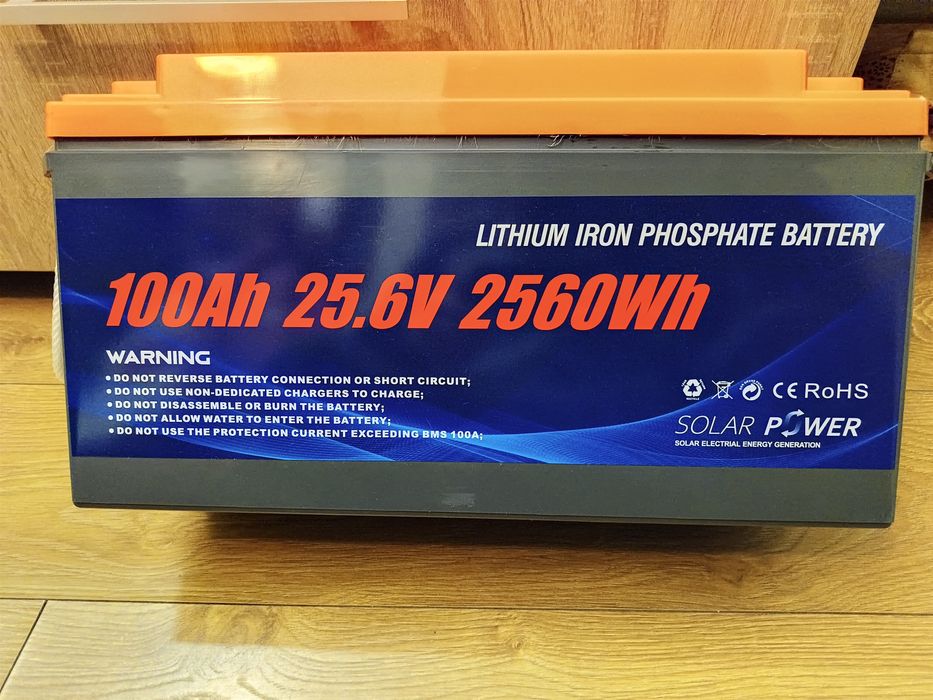 LITHIUM IRON PHOSPHATE BATTERY
100Ah 25.6V 2560Wh
WARNING
• DO NOT REVERSE BATTERY CONNECTION OR SHORT CIRCUIT;
• DO NOT USE NON-DEDICATED CHARGERS TO CHARGE;
• DO NOT DISASSEMBLE OR BURN THE BATTERY;
• DO NOT ALLOW WATER TO ENTER THE BATTERY;
• DO NOT USE THE PROTECTION CURRENT EXCEEDING BMS 100A;
CE RoHS
SOLAR POWER
SOLAR ELECTRIAL ENERGY GENERATION